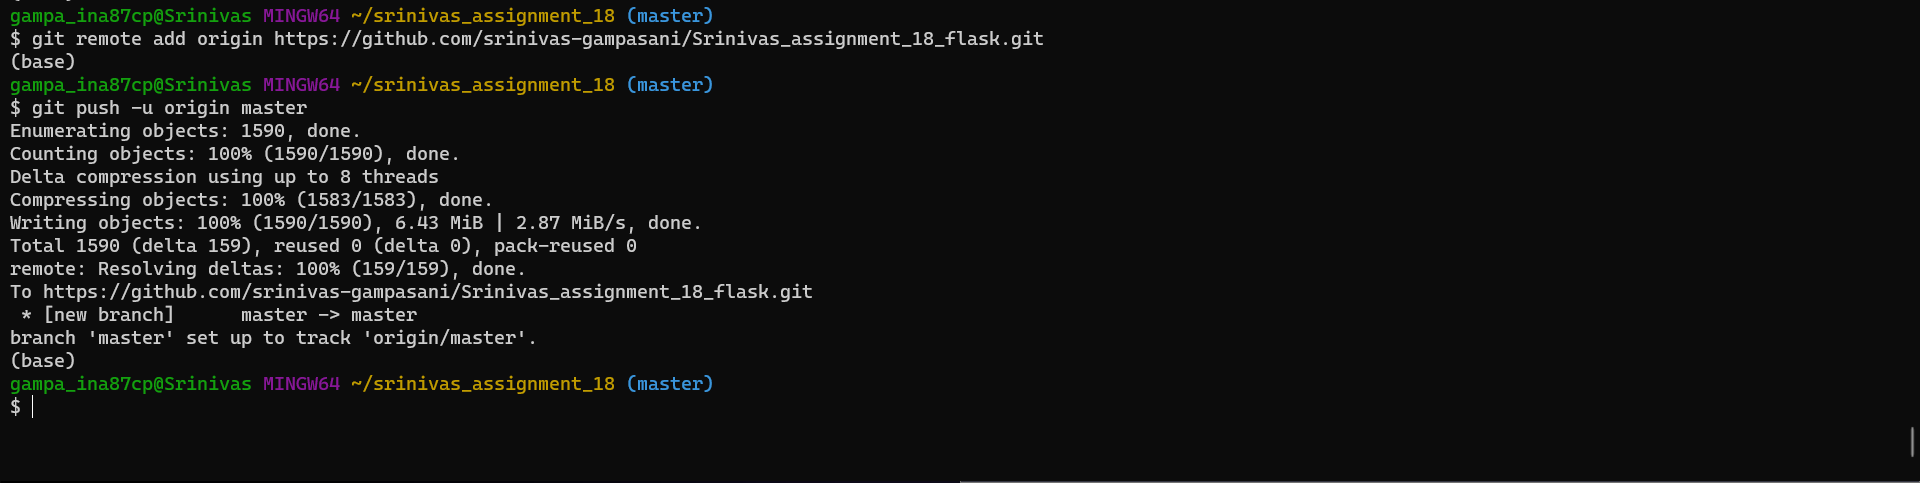 gampa_ina87cp@Srinivas MINGW64 ~/srinivas_assignment_18 (master)
$ git remote add origin https://github.com/srinivas-gampasani/Srinivas_assignment_18_flask.git
(base)
gampa_ina87cp@Srinivas MINGW64 ~/srinivas_assignment_18 (master)
$ git push -u origin master
Enumerating objects: 1590, done.
Counting objects: 100% (1590/1590), done.
Delta compression using up to 8 threads
Compressing objects: 100% (1583/1583), done.
Writing objects: 100% (1590/1590), 6.43 MiB | 2.87 MiB/s, done.
Total 1590 (delta 159), reused 0 (delta 0), pack-reused 0
remote: Resolving deltas: 100% (159/159), done.
To https://github.com/srinivas-gampasani/Srinivas_assignment_18_flask.git
 * [new branch]      master -> master
branch 'master' set up to track 'origin/master'.
(base)
gampa_ina87cp@Srinivas MINGW64 ~/srinivas_assignment_18 (master)
$